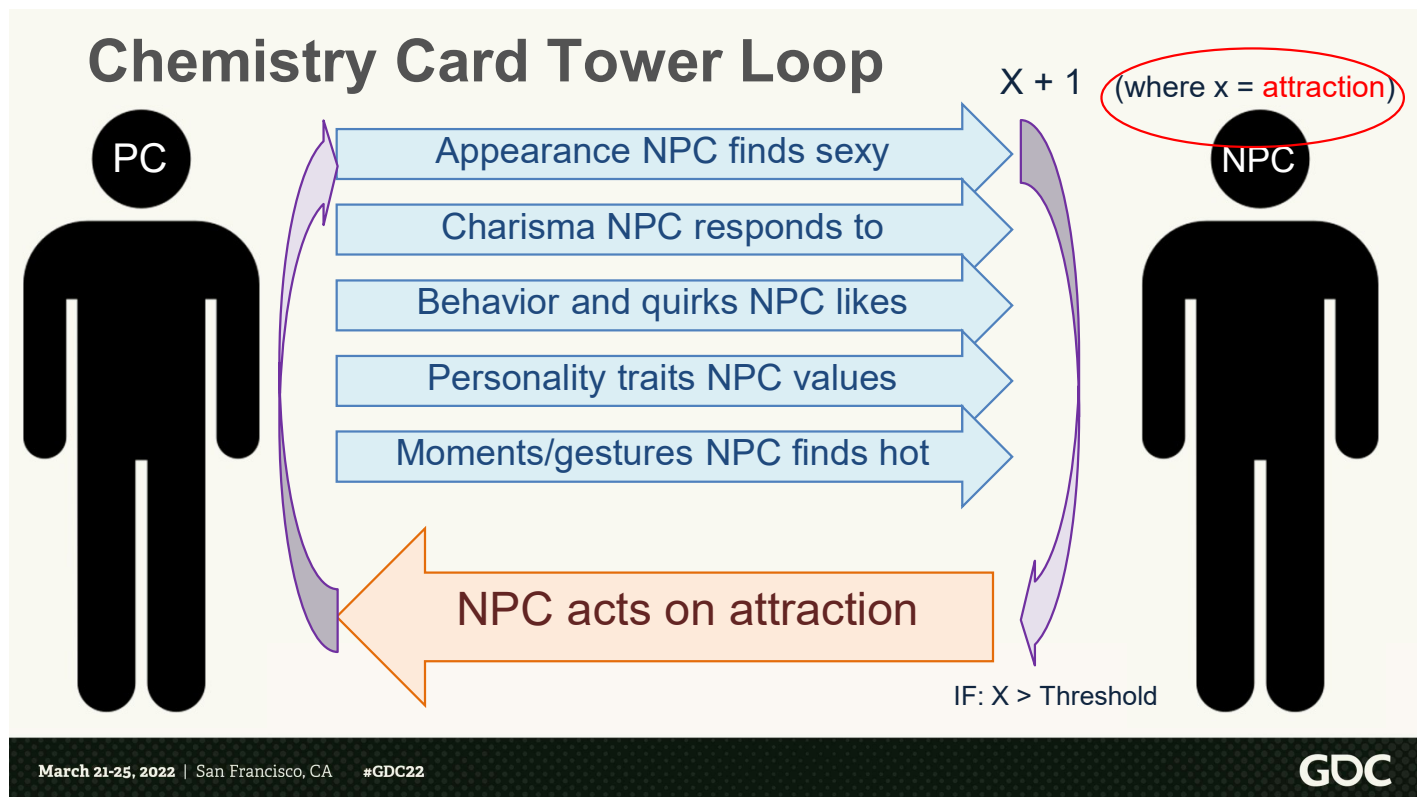 Chemistry Card Tower Loop
X + 1 (where x = attraction)
PC
NPC
Appearance NPC finds sexy
Charisma NPC responds to
Behavior and quirks NPC likes
Personality traits NPC values
Moments/gestures NPC finds hot
NPC acts on attraction
IF: X > Threshold
March 21-25, 2022 | San Francisco, CA #GDC22
GDC